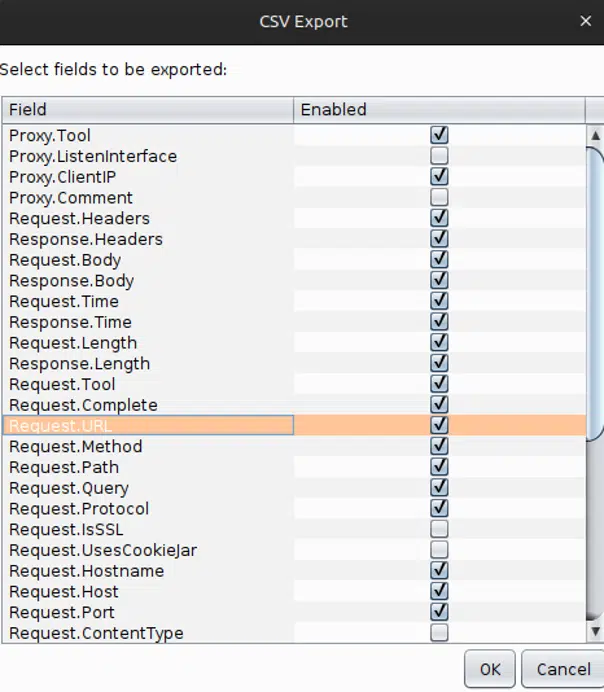 CSV Export
Select fields to be exported:
Field Enabled
Proxy.Tool
Proxy.ListenInterface
Proxy.ClientIP
Proxy.Comment
Request.Headers
Response.Headers
Request.Body
Response.Body
Request.Time
Response.Time
Request.Length
Response.Length
Request.Tool
Request.Complete
Request.URL
Request.Method
Request.Path
Request.Query
Request.Protocol
Request.IsSSL
Request.UsesCookieJar
Request.Hostname
Request.Host
Request.Port
Request.ContentType
OK Cancel